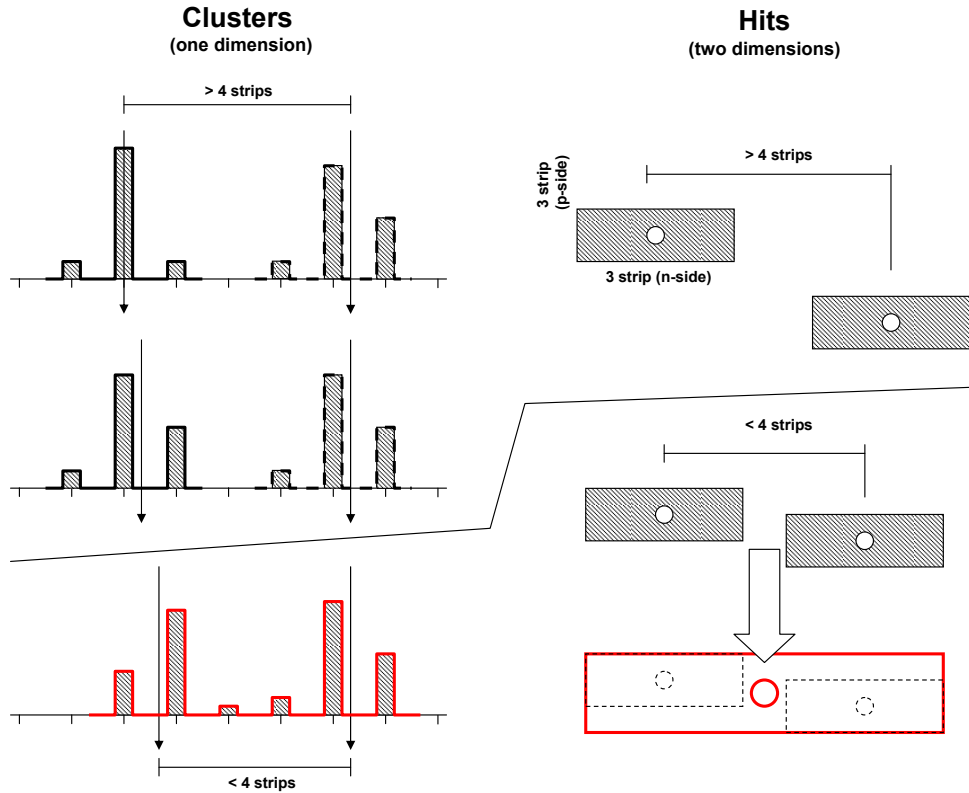 Clusters
(one dimension)
> 4 strips
< 4 strips
Hits
(two dimensions)
> 4 strips
3 strip
(p-side)
3 strip (n-side)
< 4 strips